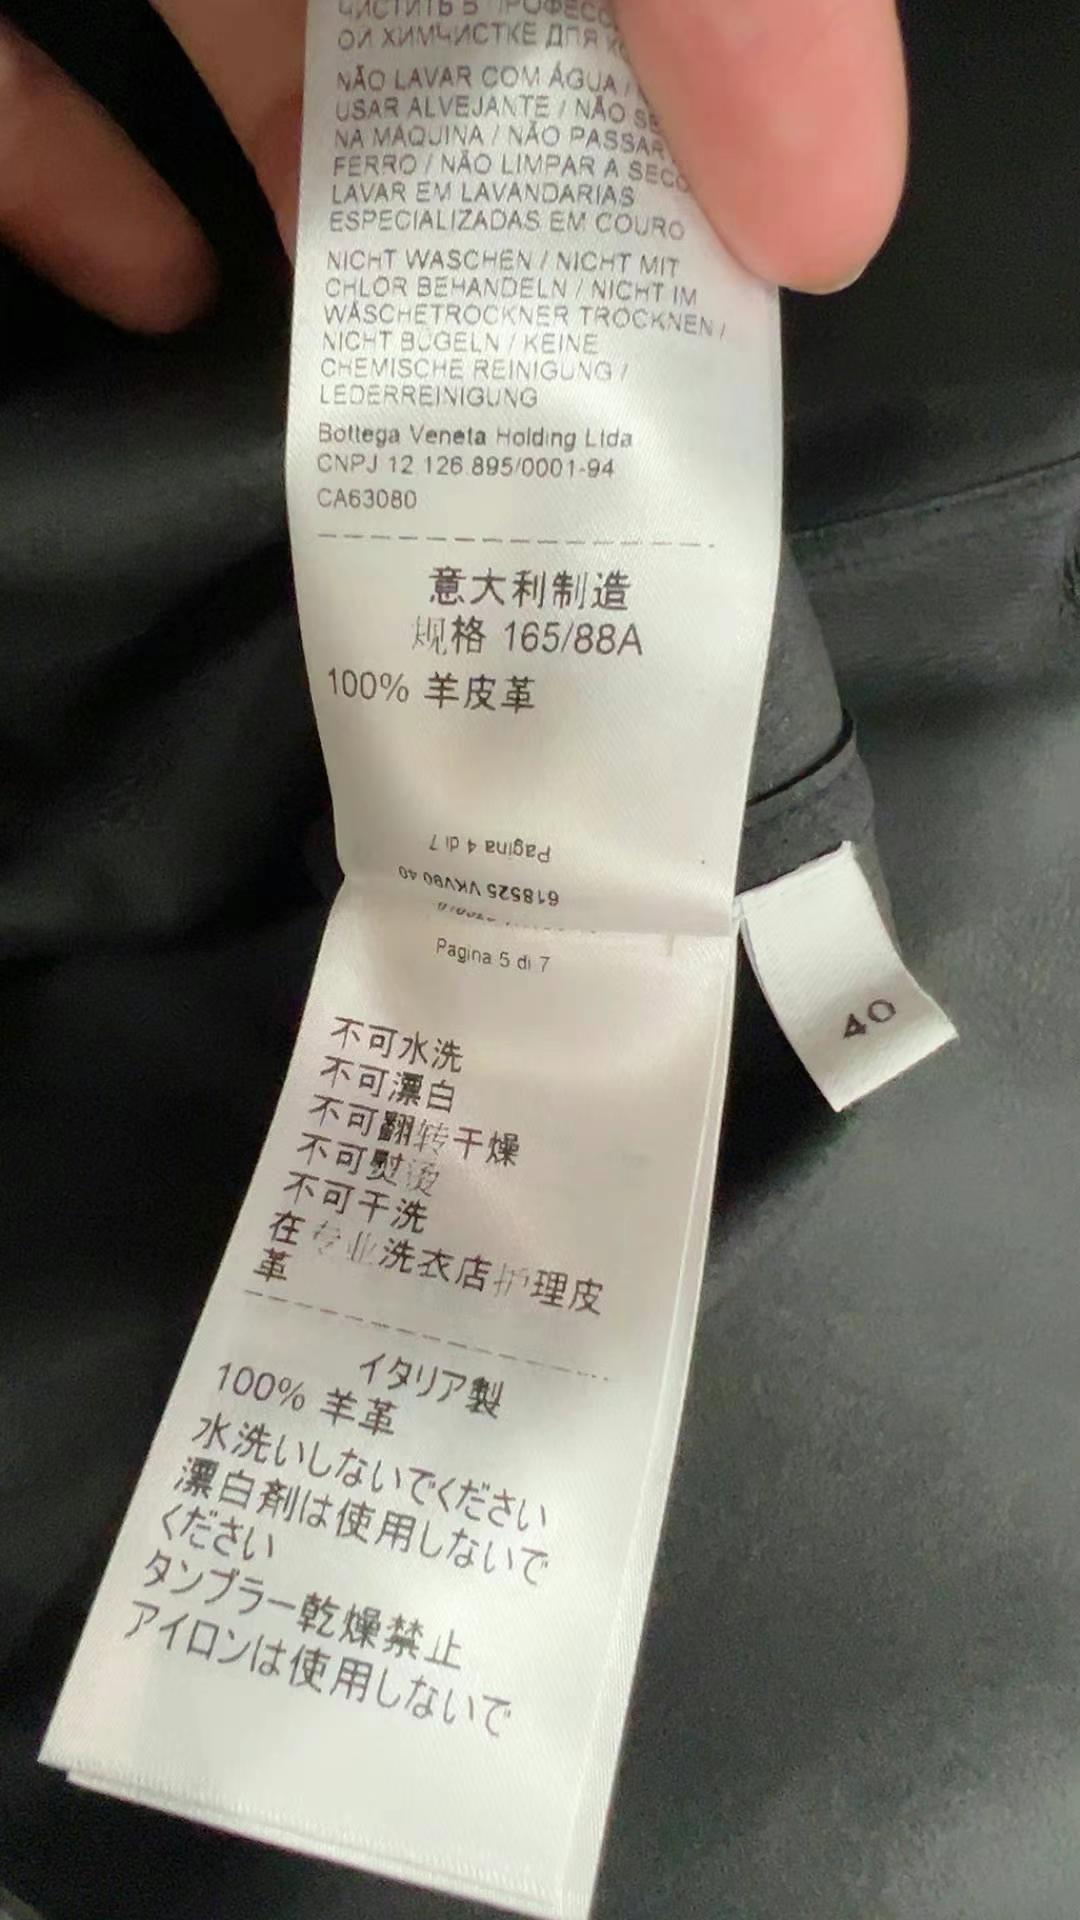 ЧИСТИТЬ В ПРОФЕСС
ОЙ ХИМЧИСТКЕ ДЛЯ КО
NÃO LAVAR COM ÁGUA /
USAR ALVEJANTE / NÃO SE
NA MÁQUINA / NÃO PASSAR
FERRO / NÃO LIMPAR A SECO
LAVAR EM LAVANDARIAS
ESPECIALIZADAS EM COURO
NICHT WASCHEN / NICHT MIT
CHLOR BEHANDELN / NICHT IM
WÄSCHETROCKNER TROCKNEN /
NICHT BÜGELN / KEINE
CHEMISCHE REINIGUNG /
LEDERREINIGUNG
Bottega Veneta Holding Ltda
CNPJ 12 126 895/0001-94
CA63080
意大利制造
规格 165/88A
100% 羊皮革
Pagina 4 di 7
618525 VKV90 40
Pagina 5 di 7
40
不可水洗
不可漂白
不可翻转干燥
不可熨烫
不可干洗
在专业洗衣店护理皮
革
イタリア製
100% 羊革
水洗いしないでください
漂白剤は使用しないで
ください
タンブラー乾燥禁止
アイロンは使用しないで